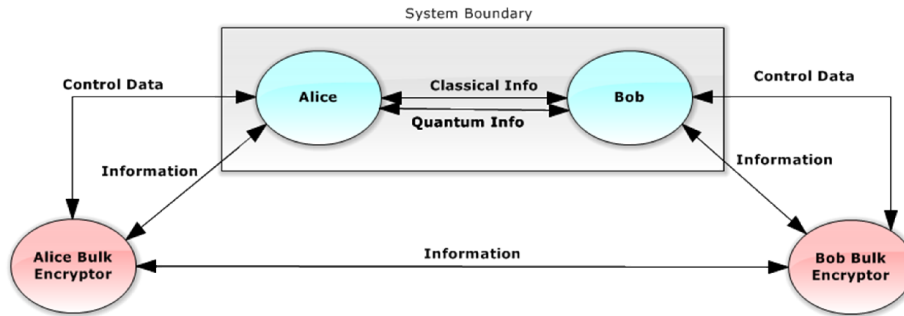 System Boundary
Control Data
Alice
Classical Info
Quantum Info
Bob
Control Data
Information
Information
Alice Bulk
Encryptor
Information
Bob Bulk
Encryptor